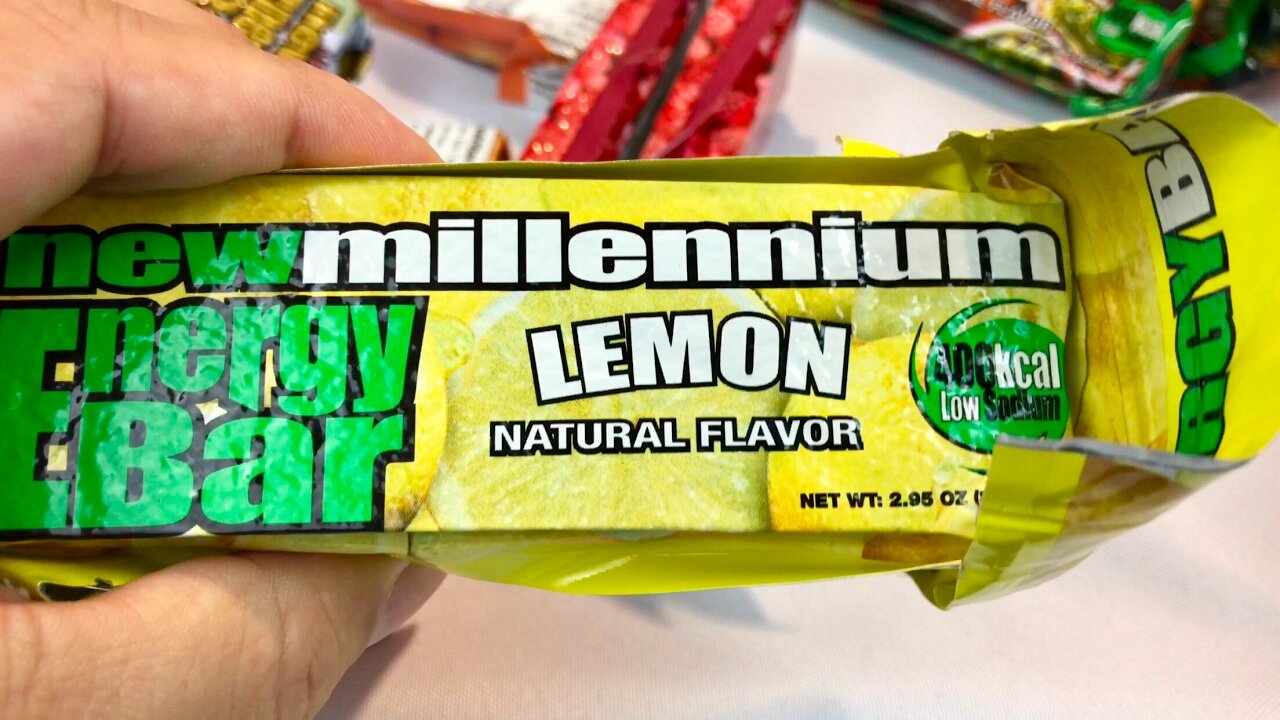 newmillennium
Energy
Bar
LEMON
NATURAL FLAVOR
400kcal
Low Sodium
NET WT: 2.95 OZ